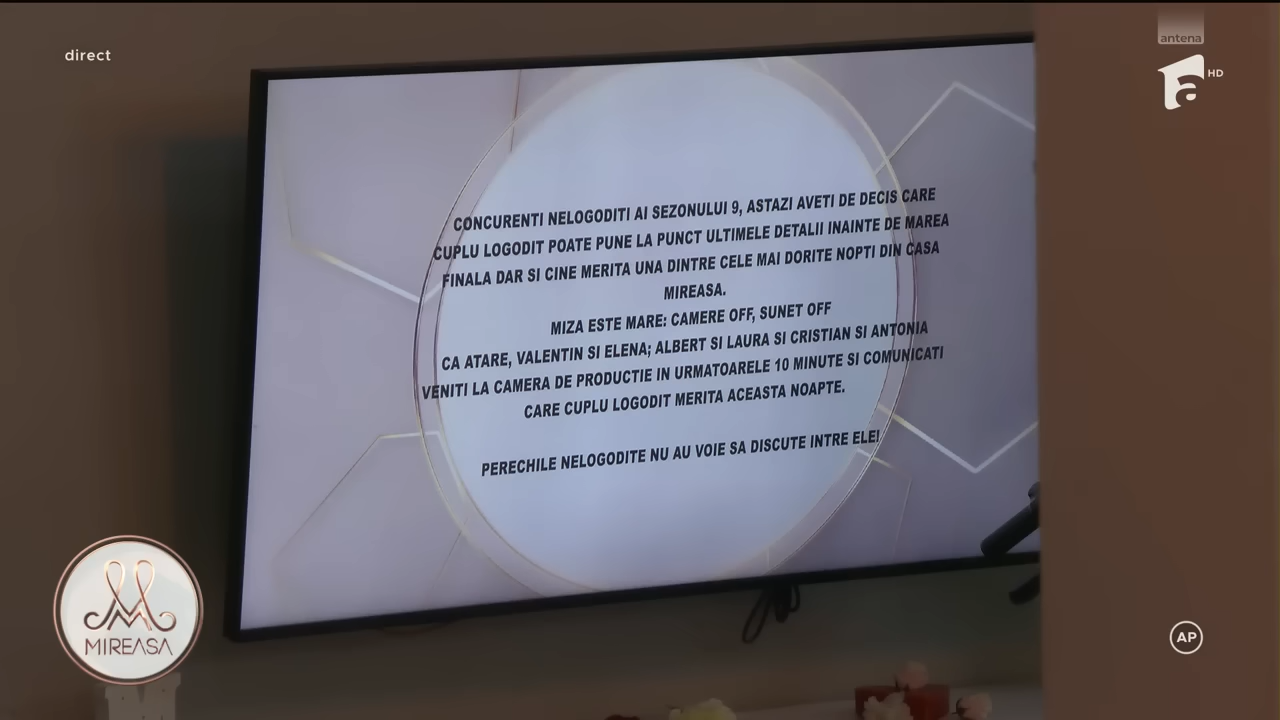 direct
antena
a HD
CONCURENTI NELOGODITI AI SEZONULUI 9, ASTAZI AVETI DE DECIS CARE
CUPLU LOGODIT POATE PUNE LA PUNCT ULTIMELE DETALII INAINTE DE MAREA
FINALA DAR SI CINE MERITA UNA DINTRE CELE MAI DORITE NOPTI DIN CASA
MIREASA.
MIZA ESTE MARE: CAMERE OFF, SUNET OFF
CA ATARE, VALENTIN SI ELENA; ALBERT SI LAURA SI CRISTIAN SI ANTONIA
VENITI LA CAMERA DE PRODUCTIE IN URMATOARELE 10 MINUTE SI COMUNICATI
CARE CUPLU LOGODIT MERITA ACEASTA NOAPTE.
PERECHILE NELOGODITE NU AU VOIE SA DISCUTE INTRE ELE!
MIREASA
AP